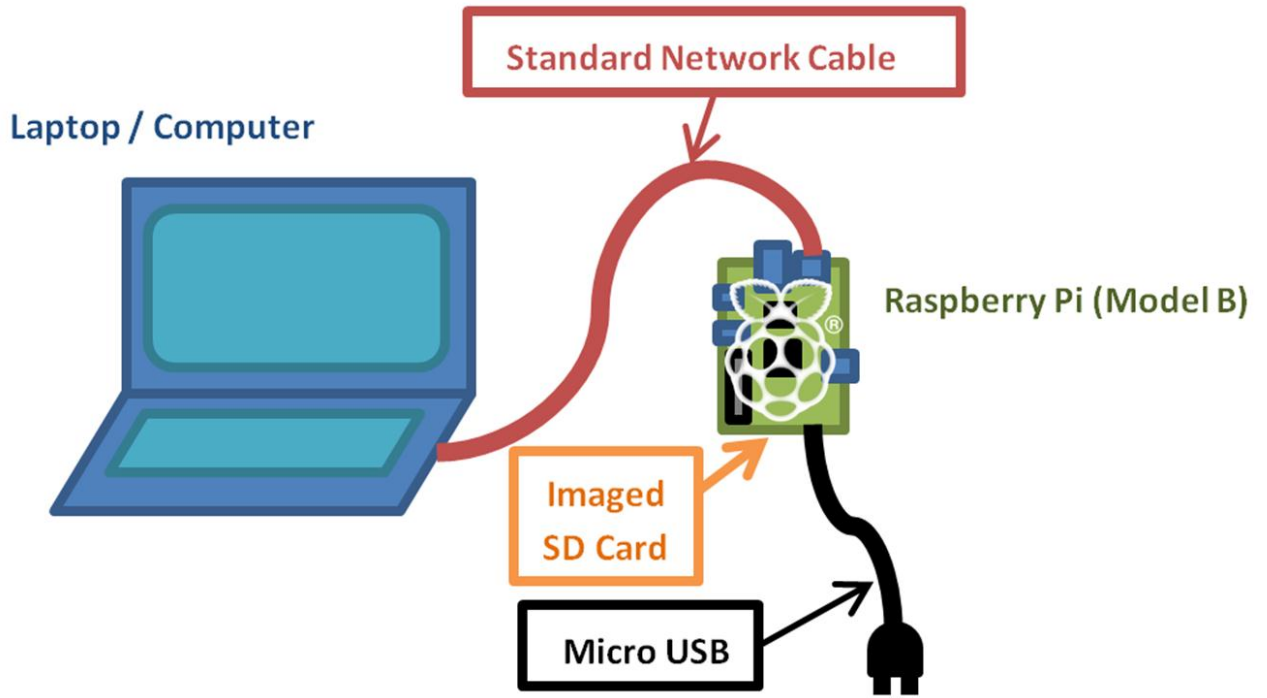 Standard Network Cable
Laptop / Computer
Raspberry Pi (Model B)
®
Imaged
SD Card
Micro USB